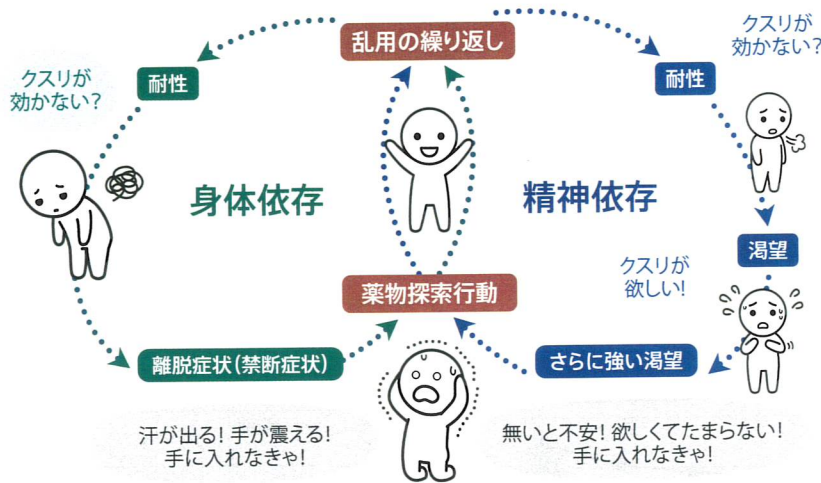 乱用の繰り返し
クスリが
効かない?
耐性
クスリが
効かない?
耐性
身体依存
精神依存
渇望
クスリが
欲しい!
薬物探索行動
離脱症状(禁断症状)
さらに強い渇望
汗が出る! 手が震える!
手に入れなきゃ!
無いと不安! 欲しくてたまらない!
手に入れなきゃ!